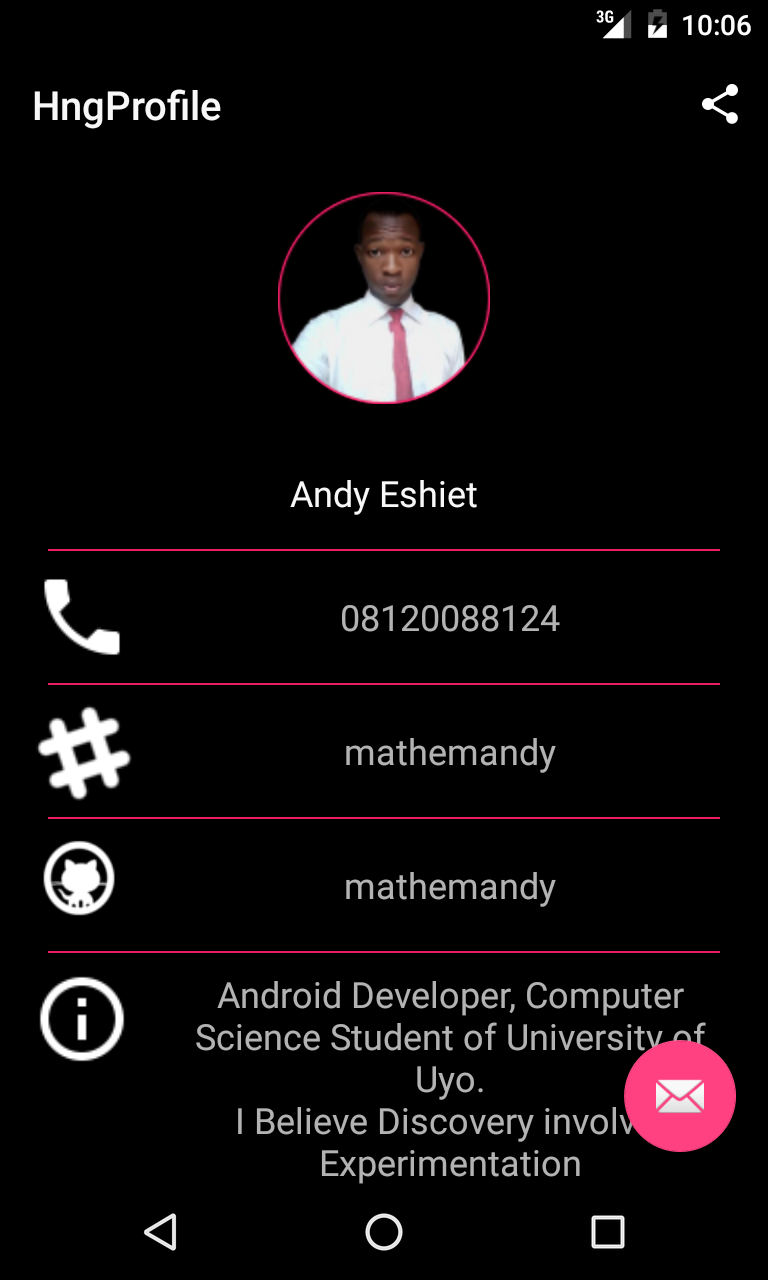 3G 10:06
HngProfile
Andy Eshiet
08120088124
mathemandy
mathemandy
Android Developer, Computer
Science Student of University of
Uyo.
I Believe Discovery involv
Experimentation